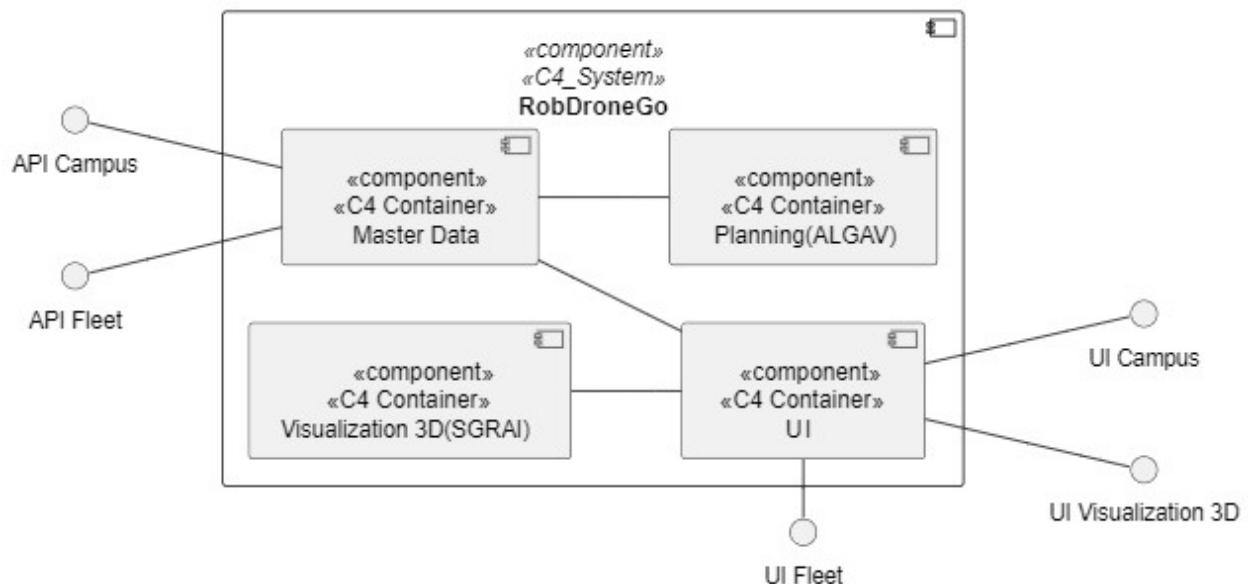 «component»
«C4_System»
RobDroneGo
API Campus
«component»
«C4 Container»
Master Data
«component»
«C4 Container»
Planning(ALGAV)
API Fleet
«component»
«C4 Container»
Visualization 3D(SGRAI)
«component»
«C4 Container»
UI
UI Campus
UI Visualization 3D
UI Fleet